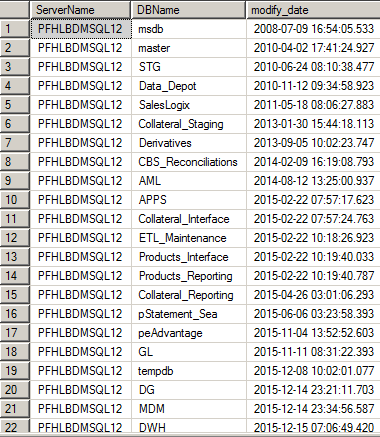 ServerName DBName modify_date
1 PFHLBDMSQL12 msdb 2008-07-09 16:54:05.533
2 PFHLBDMSQL12 master 2010-04-02 17:41:24.927
3 PFHLBDMSQL12 STG 2010-06-24 08:10:38.477
4 PFHLBDMSQL12 Data_Depot 2010-11-12 09:34:58.923
5 PFHLBDMSQL12 SalesLogix 2011-05-18 08:06:27.883
6 PFHLBDMSQL12 Collateral_Staging 2013-01-30 15:44:18.113
7 PFHLBDMSQL12 Derivatives 2013-09-05 10:02:23.747
8 PFHLBDMSQL12 CBS_Reconciliations 2014-02-09 16:19:08.793
9 PFHLBDMSQL12 AML 2014-08-12 13:25:00.937
10 PFHLBDMSQL12 APPS 2015-02-22 07:57:17.623
11 PFHLBDMSQL12 Collateral_Interface 2015-02-22 07:57:24.763
12 PFHLBDMSQL12 ETL_Maintenance 2015-02-22 10:18:26.923
13 PFHLBDMSQL12 Products_Interface 2015-02-22 10:19:40.033
14 PFHLBDMSQL12 Products_Reporting 2015-02-22 10:19:40.787
15 PFHLBDMSQL12 Collateral_Reporting 2015-04-26 03:01:06.293
16 PFHLBDMSQL12 pStatement_Sea 2015-06-06 03:23:58.393
17 PFHLBDMSQL12 peAdvantage 2015-11-04 13:52:52.603
18 PFHLBDMSQL12 GL 2015-11-11 08:31:22.393
19 PFHLBDMSQL12 tempdb 2015-12-08 10:02:01.077
20 PFHLBDMSQL12 DG 2015-12-14 23:21:11.703
21 PFHLBDMSQL12 MDM 2015-12-14 23:34:56.587
22 PFHLBDMSQL12 DWH 2015-12-15 07:06:49.420